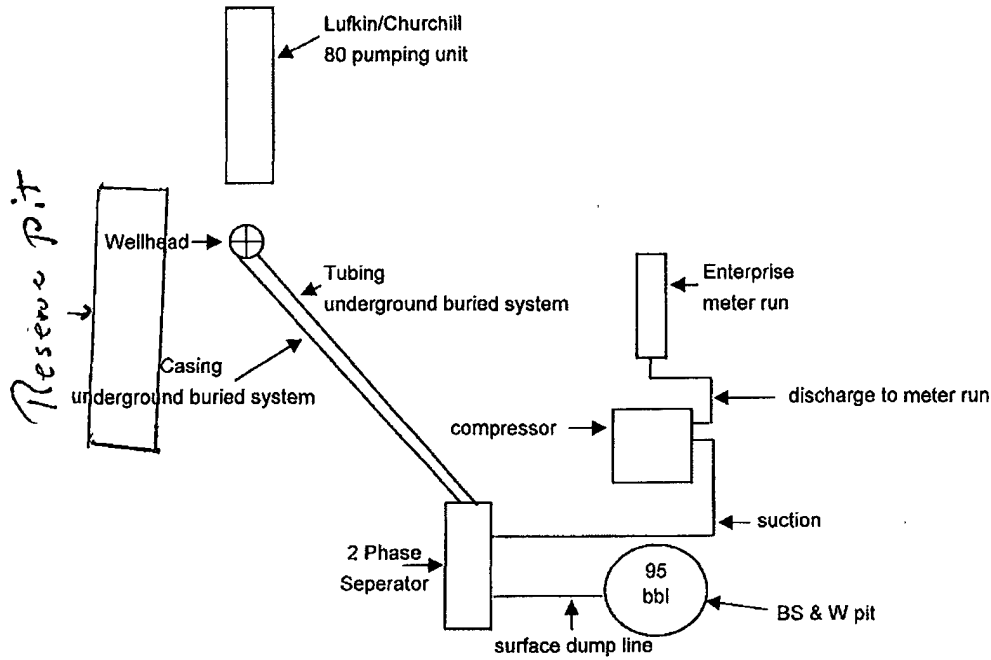 Lufkin/Churchill
80 pumping unit
Reserve pit
Wellhead
Tubing
underground buried system
Enterprise
meter run
Casing
underground buried system
discharge to meter run
compressor
suction
2 Phase
Seperator
95
bbl
BS & W pit
surface dump line